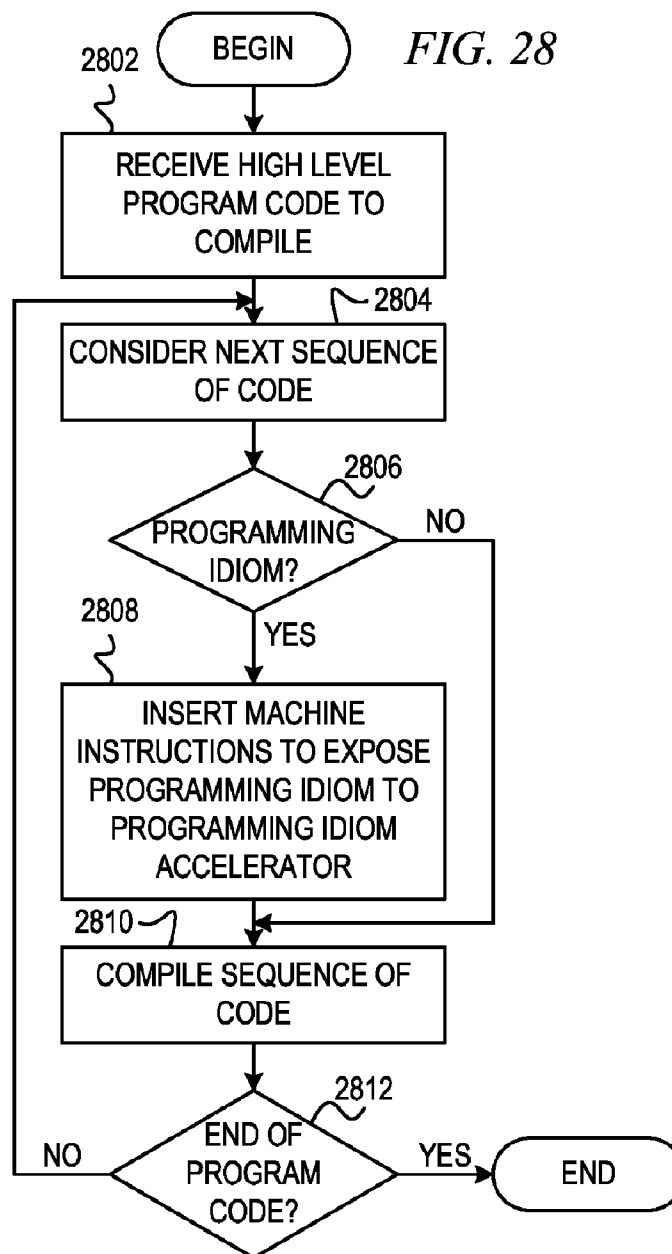 BEGIN
FIG. 28
2802
RECEIVE HIGH LEVEL
PROGRAM CODE TO
COMPILE
2804
CONSIDER NEXT SEQUENCE
OF CODE
2806
PROGRAMMING
IDIOM?
NO
YES
2808
INSERT MACHINE
INSTRUCTIONS TO EXPOSE
PROGRAMMING IDIOM TO
PROGRAMMING IDIOM
ACCELERATOR
2810
COMPILE SEQUENCE OF
CODE
2812
END OF
PROGRAM
CODE?
NO
YES
END